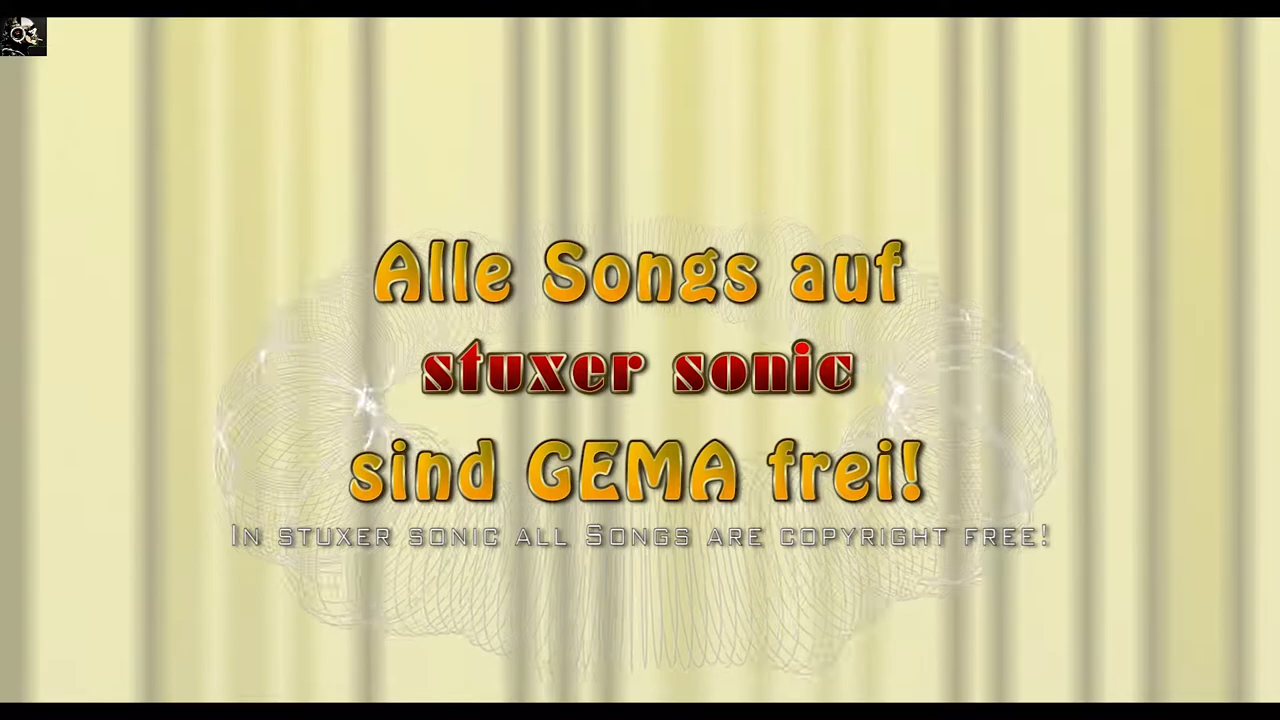 Alle Songs auf
stuxer sonic
sind GEMA frei!
In stuxer sonic all Songs are copyright free!